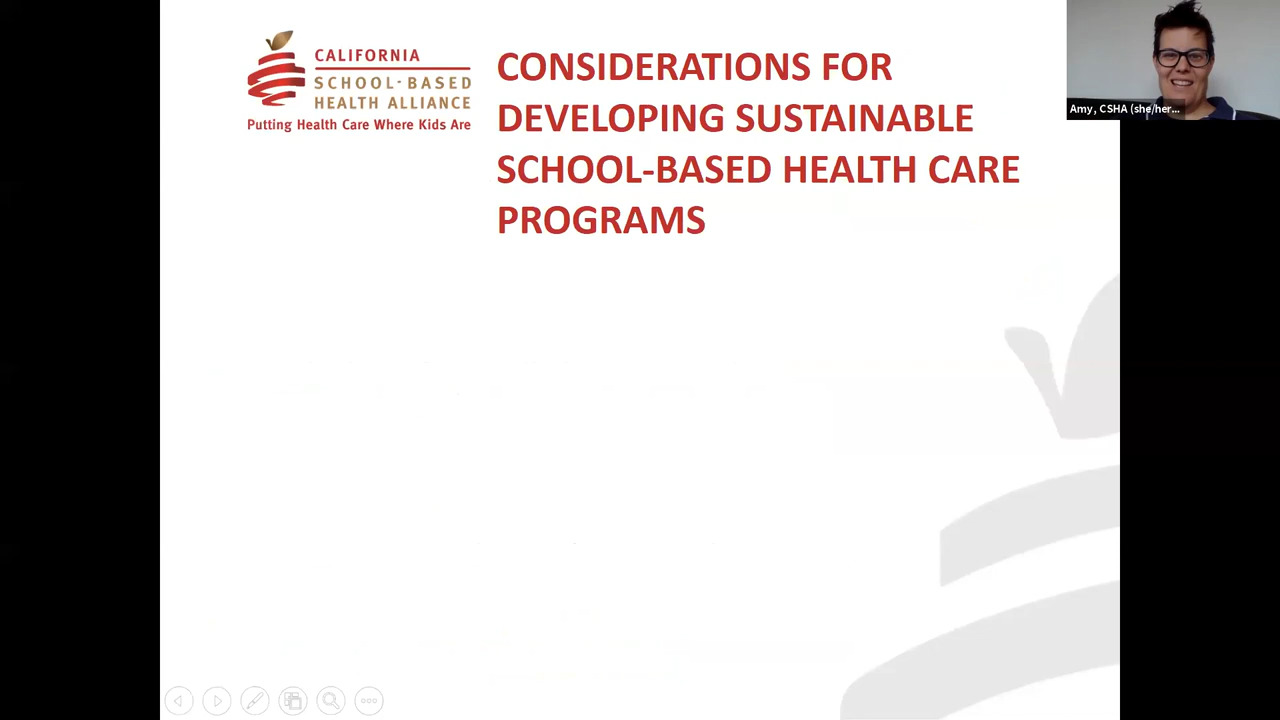 CALIFORNIA
SCHOOL-BASED
HEALTH ALLIANCE
Putting Health Care Where Kids Are
CONSIDERATIONS FOR
DEVELOPING SUSTAINABLE
SCHOOL-BASED HEALTH CARE
PROGRAMS
Amy, CSHA (she/her...